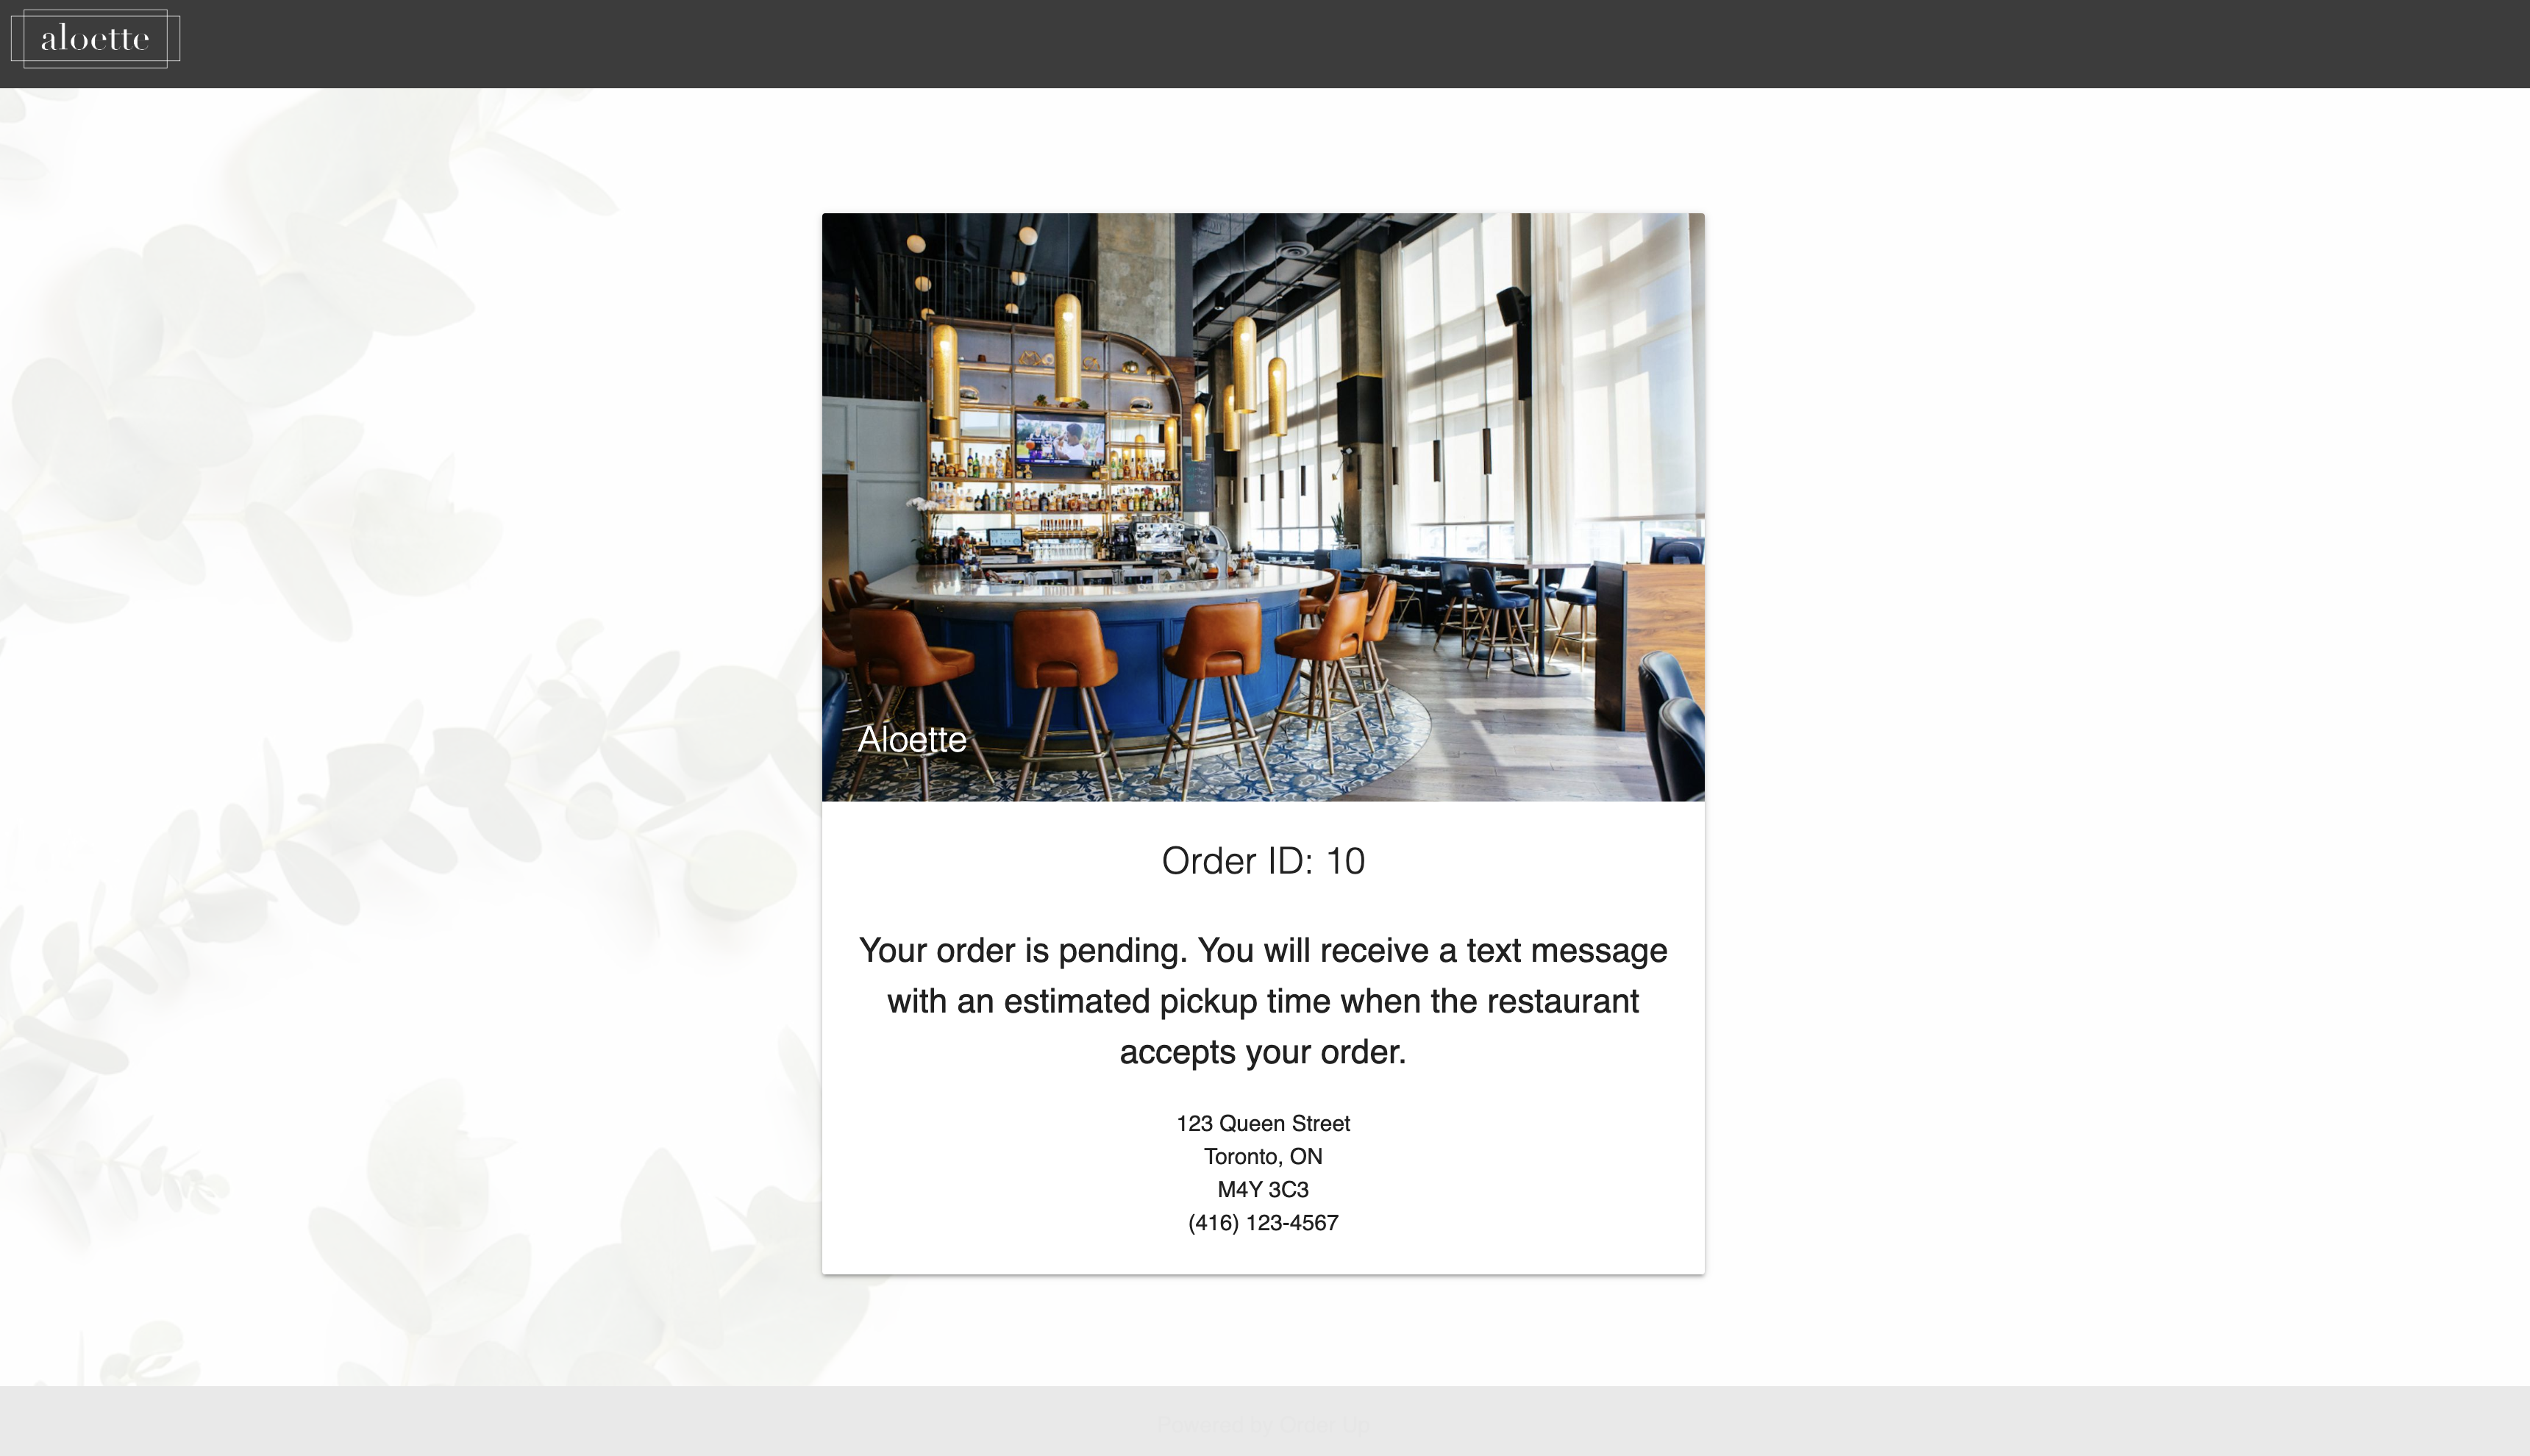 aloette
Aloette
Order ID: 10
Your order is pending. You will receive a text message
with an estimated pickup time when the restaurant
accepts your order.
123 Queen Street
Toronto, ON
M4Y 3C3
(416) 123-4567
Powered by Order Up